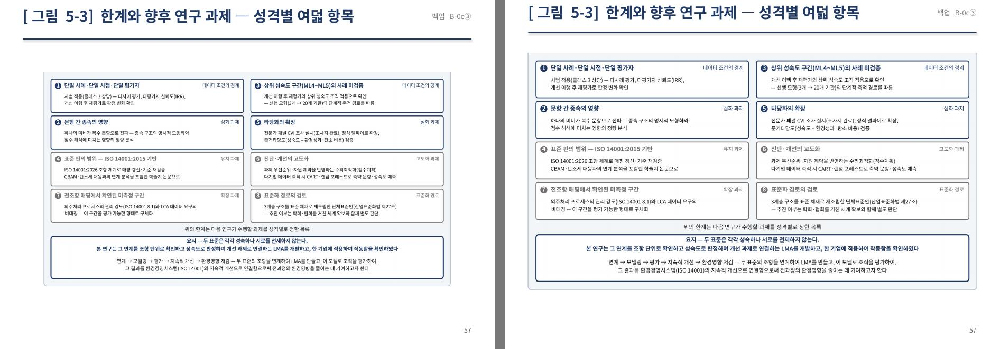 [ 그림 5-3] 한계와 향후 연구 과제 — 성격별 여덟 항목
백업 B-0c③
❶ 단일 사례·단일 시점·단일 평가자
데이터 조건의 경계
시범 적용(클래스 3 상당) — 다사례 평가, 다평가자 신뢰도(IRR),
개선 이행 후 재평가로 판정 변화 확인
❸ 상위 성숙도 구간(ML4~ML5)의 사례 미검증
데이터 조건의 경계
개선 이행 후 재평가와 상위 성숙도 조직 적용으로 확인
— 선행 모형(3개 → 20개 기관)의 단계적 축적 경로를 따름
❷ 문항 간 종속의 영향
심화 과제
하나의 미비가 복수 문항으로 전파 — 종속 구조의 명시적 모형화와
점수 해석에 미치는 영향의 정량 분석
❺ 타당화의 확장
심화 과제
전문가 패널 CVI 조사 실시(조사지 완료), 정식 델파이로 확장,
준거타당도(성숙도 – 환경성과·탄소 비용) 검증
❹ 표준 판의 범위 — ISO 14001:2015 기반
유지 과제
ISO 14001:2026 조항 체계로 매핑 갱신·기준 재검증
CBAM·탄소세 대응과의 연계 분석을 포함한 학술지 논문으로
❻ 진단·개선의 고도화
고도화 과제
과제 우선순위·자원 제약을 반영하는 수리최적화(정수계획)
다기업 데이터 축적 시 CART·랜덤 포레스트로 축약 문항·성숙도 예측
❼ 전조항 매핑에서 확인된 미측정 구간
확장 과제
외주처리 프로세스의 관리 강도(ISO 14001 8.1)와 LCA 데이터 요구의
비대칭 — 이 구간을 평가 가능한 형태로 구체화
❽ 표준화 경로의 검토
표준화 경로
3계층 구조를 표준 체재로 재조립한 단체표준안(산업표준화법 제27조)
— 추진 여부는 학회·협회를 거친 체계 확보와 함께 별도 판단
위의 한계는 다음 연구가 수행할 과제를 성격별로 정한 목록
요지 — 두 표준은 각각 성숙하나 서로를 전제하지 않는다.
본 연구는 그 연계를 조항 단위로 확인하고 성숙도로 판정하며 개선 과제로 연결하는 LMA를 개발하고, 한 기업에 적용하여 작동함을 확인하였다
연계 → 모델링 → 평가 → 지속적 개선 → 환경영향 저감 — 두 표준의 조항을 연계하여 LMA를 만들고, 이 모델로 조직을 평가하여,
그 결과를 환경경영시스템(ISO 14001)의 지속적 개선으로 연결함으로써 전과정의 환경영향을 줄이는 데 기여하고자 한다
57
[ 그림 5-3] 한계와 향후 연구 과제 — 성격별 여덟 항목
백업 B-0c③
❶ 단일 사례·단일 시점·단일 평가자
데이터 조건의 경계
시범 적용(클래스 3 상당) — 다사례 평가, 다평가자 신뢰도(IRR),
개선 이행 후 재평가로 판정 변화 확인
❸ 상위 성숙도 구간(ML4~ML5)의 사례 미검증
데이터 조건의 경계
개선 이행 후 재평가와 상위 성숙도 조직 적용으로 확인
— 선행 모형(3개 → 20개 기관)의 단계적 축적 경로를 따름
❷ 문항 간 종속의 영향
심화 과제
하나의 미비가 복수 문항으로 전파 — 종속 구조의 명시적 모형화와
점수 해석에 미치는 영향의 정량 분석
❺ 타당화의 확장
심화 과제
전문가 패널 CVI 조사 실시(조사지 완료), 정식 델파이로 확장,
준거타당도(성숙도 – 환경성과·탄소 비용) 검증
❹ 표준 판의 범위 — ISO 14001:2015 기반
유지 과제
ISO 14001:2026 조항 체계로 매핑 갱신·기준 재검증
CBAM·탄소세 대응과의 연계 분석을 포함한 학술지 논문으로
❻ 진단·개선의 고도화
고도화 과제
과제 우선순위·자원 제약을 반영하는 수리최적화(정수계획)
다기업 데이터 축적 시 CART·랜덤 포레스트로 축약 문항·성숙도 예측
❼ 전조항 매핑에서 확인된 미측정 구간
확장 과제
외주처리 프로세스의 관리 강도(ISO 14001 8.1)와 LCA 데이터 요구의
비대칭 — 이 구간을 평가 가능한 형태로 구체화
❽ 표준화 경로의 검토
표준화 경로
3계층 구조를 표준 체재로 재조립한 단체표준안(산업표준화법 제27조)
— 추진 여부는 학회·협회를 거친 체계 확보와 함께 별도 판단
위의 한계는 다음 연구가 수행할 과제를 성격별로 정한 목록
요지 — 두 표준은 각각 성숙하나 서로를 전제하지 않는다.
본 연구는 그 연계를 조항 단위로 확인하고 성숙도로 판정하며 개선 과제로 연결하는 LMA를 개발하고, 한 기업에 적용하여 작동함을 확인하였다
연계 → 모델링 → 평가 → 지속적 개선 → 환경영향 저감 — 두 표준의 조항을 연계하여 LMA를 만들고, 이 모델로 조직을 평가하여,
그 결과를 환경경영시스템(ISO 14001)의 지속적 개선으로 연결함으로써 전과정의 환경영향을 줄이는 데 기여하고자 한다
57